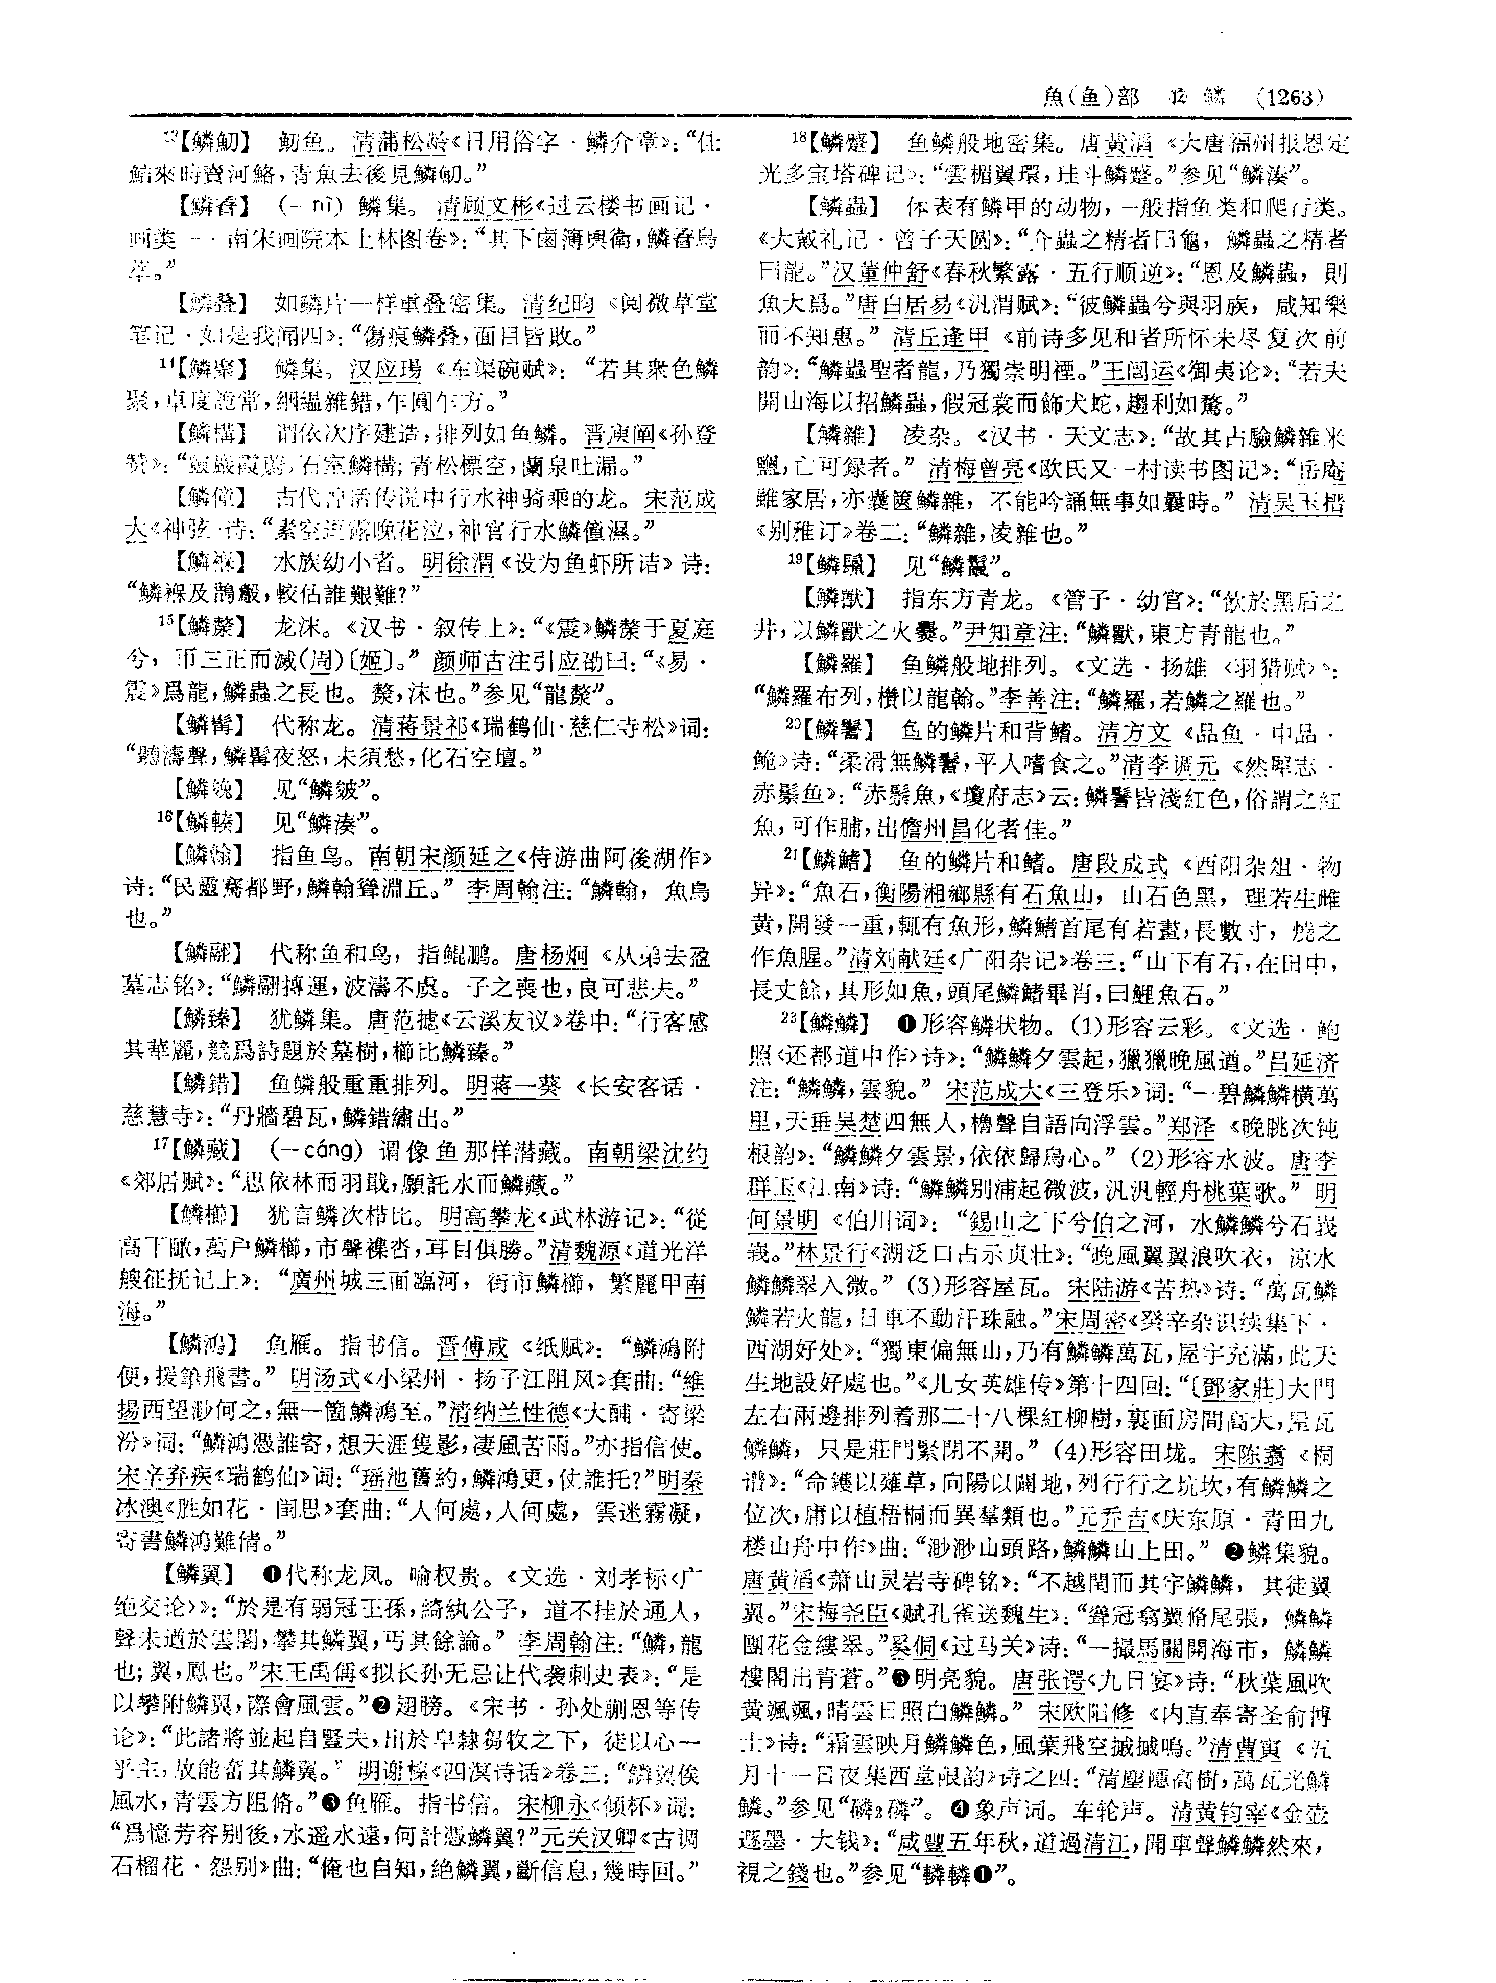 魚(鱼)部 鳞 (1263)
【鳞鱽】 鱽鱼。清蒲松龄《日用俗字·鳞介章》：“佳
鮨來時賣河鮥，青魚去後見鱗鱽。”
【鳞舂】 (－nǐ) 鳞集。清顾文彬《过云楼书画记·
画类一·南宋画院本上林图卷》：“其下鹵簿輿衛，鱗舂鳥
萃。”
【鳞叠】 如鳞片一样重叠密集。清纪昀《阅微草堂
笔记·如是我闻四》：“傷痕鱗叠，面目皆敗。”
¹⁴【鳞聚】 鳞集。汉应瑒《车渠碗赋》：“若其衆色鱗
聚，卓度詭常，絪緼雜錯，乍圓乍方。”
【鳞構】 谓依次序建造，排列如鱼鳞。晋庾阐《孙登
赞》：“巖霞蔚，石室鱗構；青松標空，蘭泉吐漏。”
【鳞僮】 古代神话传说中行水神骑乘的龙。宋范成
大《神弦》诗：“素空逗露晚花泣，神官行水鱗僮濕。”
【鳞褓】 水族幼小者。明徐渭《设为鱼虾所诘》诗：
“鱗褓及鷇，較估誰艱難？”
¹⁵【鳞漦】 龙沫。《汉书·叙传上》：“《震》鱗漦于夏庭
兮，帀三正而滅(周)〔姬〕。”颜师古注引应劭曰：“《易·
震》爲龍，鱗蟲之長也。漦，沫也。”参见“龍漦”。
【鳞髯】 代称龙。清蒋景祁《瑞鹤仙·慈仁寺松》词：
“聽濤聲，鱗髯夜怒，未須愁，化石空壇。”
【鳞皴】 见“鳞皴”。
¹⁶【鳞輳】 见“鳞湊”。
【鳞翰】 指鱼鸟。南朝宋颜延之《侍游曲阿後湖作》
诗：“民靈騫都野，鱗翰聳淵丘。”李周翰注：“鱗翰，魚鳥
也。”
【鳞翮】 代称鱼和鸟，指鲲鹏。唐杨炯《从弟去盈
墓志铭》：“鱗翮搏運，波濤不虞。子之喪也，良可悲夫。”
【鳞臻】 犹鳞集。唐范摅《云溪友议》卷中：“行客感
其華麗，競爲詩題於墓樹，櫛比鱗臻。”
【鳞錯】 鱼鳞般重重排列。明蒋一葵《长安客话·
慈慧寺》：“丹牆碧瓦，鱗錯繡出。”
¹⁷【鳞藏】 (－cáng) 谓像鱼那样潜藏。南朝梁沈约
《郊居赋》：“思依林而羽戢，願託水而鱗藏。”
【鳞櫛】 犹言鳞次栉比。明高攀龙《武林游记》：“從
高下瞰，萬户鱗櫛，市聲襍沓，耳目俱勝。”清魏源《道光洋
艘征抚记上》：“廣州城三面臨河，街市鱗櫛，繁麗甲南
海。”
【鳞鴻】 鱼雁。指书信。晋傅咸《纸赋》：“鱗鴻附
便，援筆飛書。”明汤式《小梁州·扬子江阻风》套曲：“維
揚西望渺何之，無一箇鱗鴻至。”清纳兰性德《大酺·寄梁
汾》词：“鱗鴻憑誰寄，想天涯隻影，凄風苦雨。”亦指信使。
宋辛弃疾《瑞鹤仙》词：“瑶池舊約，鱗鴻更，仗誰托？”明秦
冰澳《胜如花·闺思》套曲：“人何處，人何處，雲迷霧凝，
寄書鱗鴻難倩。”
【鳞翼】 ❶代称龙凤。喻权贵。《文选·刘孝标〈广
绝交论〉》：“於是有弱冠王孫，綺紈公子，道不挂於通人，
聲未遒於雲閣，攀其鱗翼，丐其餘論。”李周翰注：“鱗，龍
也；翼，鳳也。”宋王禹偁《拟长孙无忌让代袭刺史表》：“是
以攀附鱗翼，際會風雲。”❷翅膀。《宋书·孙处蒯恩等传
论》：“此諸將並起自豎夫，出於皁隸芻牧之下，徒以心一
乎主，故能奮其鱗翼。”明谢榛《四溟诗话》卷三：“鱗翼俟
風水，青雲方阻脩。”❸鱼雁。指书信。宋柳永《倾杯》词：
“爲憶芳容别後，水遥水遠，何計憑鱗翼？”元关汉卿《古调
石榴花·怨别》曲：“俺也自知，絶鱗翼，斷信息，幾時回。”
¹⁸【鳞蹙】 鱼鳞般地密集。唐黄滔《大唐福州报恩定
光多宝塔碑记》：“雲楣翼環，珪斗鱗蹙。”参见“鳞湊”。
【鳞蟲】 体表有鳞甲的动物，一般指鱼类和爬行类。
《大戴礼记·曾子天圆》：“介蟲之精者曰龜，鱗蟲之精者
曰龍。”汉董仲舒《春秋繁露·五行顺逆》：“恩及鱗蟲，則
魚大爲。”唐白居易《汎渭赋》：“彼鱗蟲兮與羽族，咸知樂
而不知惠。”清丘逢甲《前诗多见和者所怀未尽复次前
韵》：“鱗蟲聖者龍，乃獨崇明禋。”王闿运《御夷论》：“若夫
開山海以招鱗蟲，假冠裳而飾犬蛇，趨利如鶩。”
【鳞雜】 凌杂。《汉书·天文志》：“故其占驗鱗雜米
鹽，亡可録者。”清梅曾亮《欧氏又一村读书图记》：“岳庵
雖家居，亦囊篋鱗雜，不能吟誦無事如曩時。”清吴玉搢
《别雅订》卷二：“鱗雜，凌雜也。”
¹⁹【鳞鬣】 见“鳞鬣”。
【鳞獸】 指东方青龙。《管子·幼官》：“飲於黑后之
井，以鱗獸之火爨。”尹知章注：“鱗獸，東方青龍也。”
【鳞羅】 鱼鳞般地排列。《文选·扬雄〈羽猎赋〉》：
“鱗羅布列，欑以龍翰。”李善注：“鱗羅，若鱗之羅也。”
²⁰【鳞鬐】 鱼的鳞片和背鳍。清方文《品鱼·中品·
鮠》诗：“柔滑無鱗鬐，平人嗜食之。”清李调元《然犀志·
赤鬃鱼》：“赤鬃魚，《瓊府志》云：鱗鬐皆淺紅色，俗謂之紅
魚，可作脯，出儋州昌化者佳。”
²¹【鳞鰭】 鱼的鳞片和鳍。唐段成式《酉阳杂俎·物
异》：“魚石，衡陽湘鄉縣有石魚山，山石色黑，理若生雌
黄，開發一重，輒有魚形，鱗鰭首尾有若畫，長數寸，燒之
作魚腥。”清刘献廷《广阳杂记》卷三：“山下有石，在田中，
長丈餘，其形如魚，頭尾鱗鰭畢肖，曰鯉魚石。”
²³【鳞鱗】 ❶形容鳞状物。(1)形容云彩。《文选·鲍
照〈还都道中作〉诗》：“鱗鱗夕雲起，獵獵晚風遒。”吕延济
注：“鱗鱗，雲貌。”宋范成大《三登乐》词：“一碧鱗鱗横萬
里，天垂吴楚四無人，櫓聲自語向浮雲。”郑泽《晚眺次钝
根韵》：“鱗鱗夕雲景，依依歸鳥心。”(2)形容水波。唐李
群玉《江南》诗：“鱗鱗别浦起微波，汎汎輕舟桃葉歌。”明
何景明《伯川词》：“錫山之下兮伯之河，水鱗鱗兮石峩
峩。”林景行《湖泛口占示贞壮》：“晚風翼翼浪吹衣，凉水
鱗鱗翠入微。”(3)形容屋瓦。宋陆游《苦热》诗：“萬瓦鱗
鱗若火龍，日車不動汗珠融。”宋周密《癸辛杂识续集下·
西湖好处》：“獨東偏無山，乃有鱗鱗萬瓦，屋宇充滿，此天
生地設好處也。”《儿女英雄传》第十四回：“〔鄧家莊〕大門
左右兩邊排列着那二十八棵紅柳樹，裏面房間高大，屋瓦
鱗鱗，只是莊門緊閉不開。”(4)形容田垅。宋陈翥《桐
谱》：“命钁以薙草，向陽以闢地，列行行之坑坎，有鱗鱗之
位次，庸以植梧桐而異羣類也。”元乔吉《庆东原·青田九
楼山舟中作》曲：“渺渺山頭路，鱗鱗山上田。”❷鳞集貌。
唐黄滔《萧山灵岩寺碑铭》：“不越閏而其宇鱗鱗，其徒翼
翼。”宋梅尧臣《赋孔雀送魏生》：“聳冠翕翼脩尾張，鱗鱗
團花金縷翠。”奚侗《过马关》诗：“一撮馬關開海市，鱗鱗
樓閣出青蒼。”❸明亮貌。唐张谔《九日宴》诗：“秋葉風吹
黄颯颯，晴雲日照白鱗鱗。”宋欧阳修《内直奉寄圣俞博
士》诗：“霜雲映月鱗鱗色，風葉飛空摵摵鳴。”清曹寅《五
月十一日夜集西堂限韵》诗之四：“清塵隱高樹，萬瓦光鱗
鱗。”参见“磷₂磷”。❹象声词。车轮声。清黄钧宰《金壶
遯墨·大钱》：“咸豐五年秋，道過清江，聞車聲鱗鱗然來，
視之錢也。”参见“轔轔❶”。